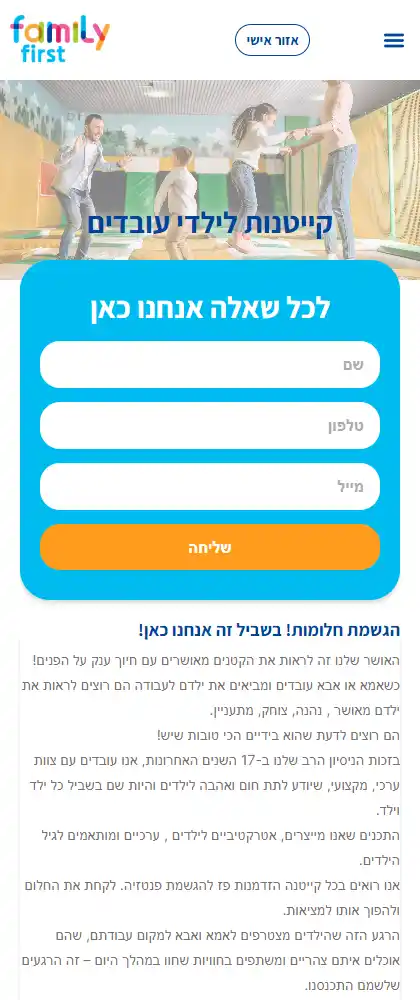 family
first
אזור אישי
קייטנות לילדי עובדים
לכל שאלה אנחנו כאן
שם
טלפון
מייל
שליחה
הגשמת חלומות! בשביל זה אנחנו כאן!
האושר שלנו זה לראות את הקטנים מאושרים עם חיוך ענק על הפנים!
כשאמא או אבא עובדים ומביאים את ילדם לעבודה הם רוצים לראות את
ילדם מאושר , נהנה, צוחק, מתעניין.
הם רוצים לדעת שהוא בידיים הכי טובות שיש!
בזכות הניסיון הרב שלנו ב-17 השנים האחרונות, אנו עובדים עם צוות
ערכי, מקצועי, שיודע לתת חום ואהבה לילדים והיות שם בשביל כל ילד
וילד.
התכנים שאנו מייצרים, אטרקטיביים לילדים , ערכיים ומותאמים לגיל
הילדים.
אנו רואים בכל קייטנה הזדמנות פז להגשמת פנטזיה. לקחת את החלום
ולהפוך אותו למציאות.
הרגע הזה שהילדים מצטרפים לאמא ואבא למקום עבודתם, שהם
אוכלים איתם צהריים ומשתפים בחוויות שחוו במהלך היום – זה הרגעים
שלשמם התכנסנו.